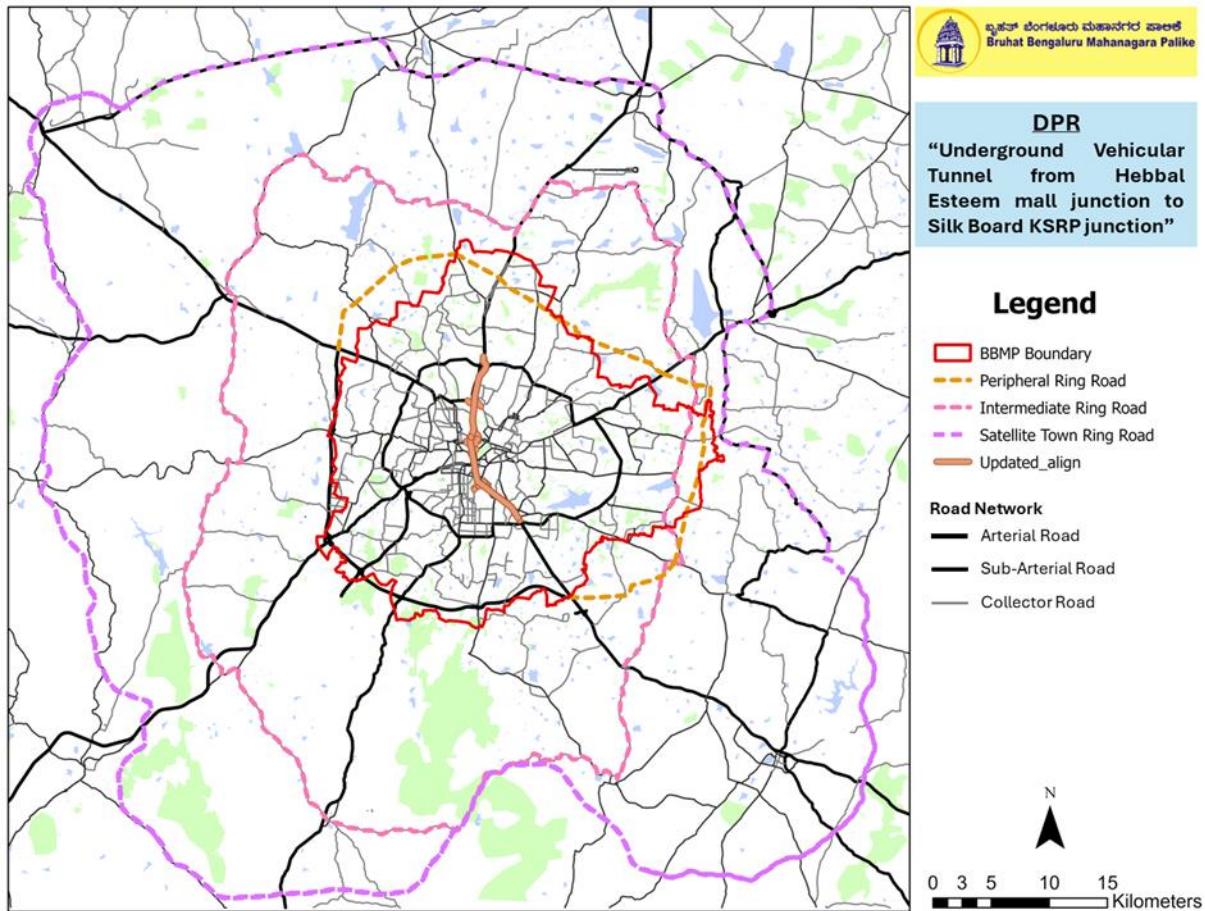 ಬೃಹತ್ ಬೆಂಗಳೂರು ಮಹಾನಗರ ಪಾಲಿಕೆ
Bruhat Bengaluru Mahanagara Palike
DPR
“Underground Vehicular
Tunnel from Hebbal
Esteem mall junction to
Silk Board KSRP junction”
Legend
BBMP Boundary
Peripheral Ring Road
Intermediate Ring Road
Satellite Town Ring Road
Updated_align
Road Network
Arterial Road
Sub-Arterial Road
Collector Road
N
0 3 5 10 15
Kilometers